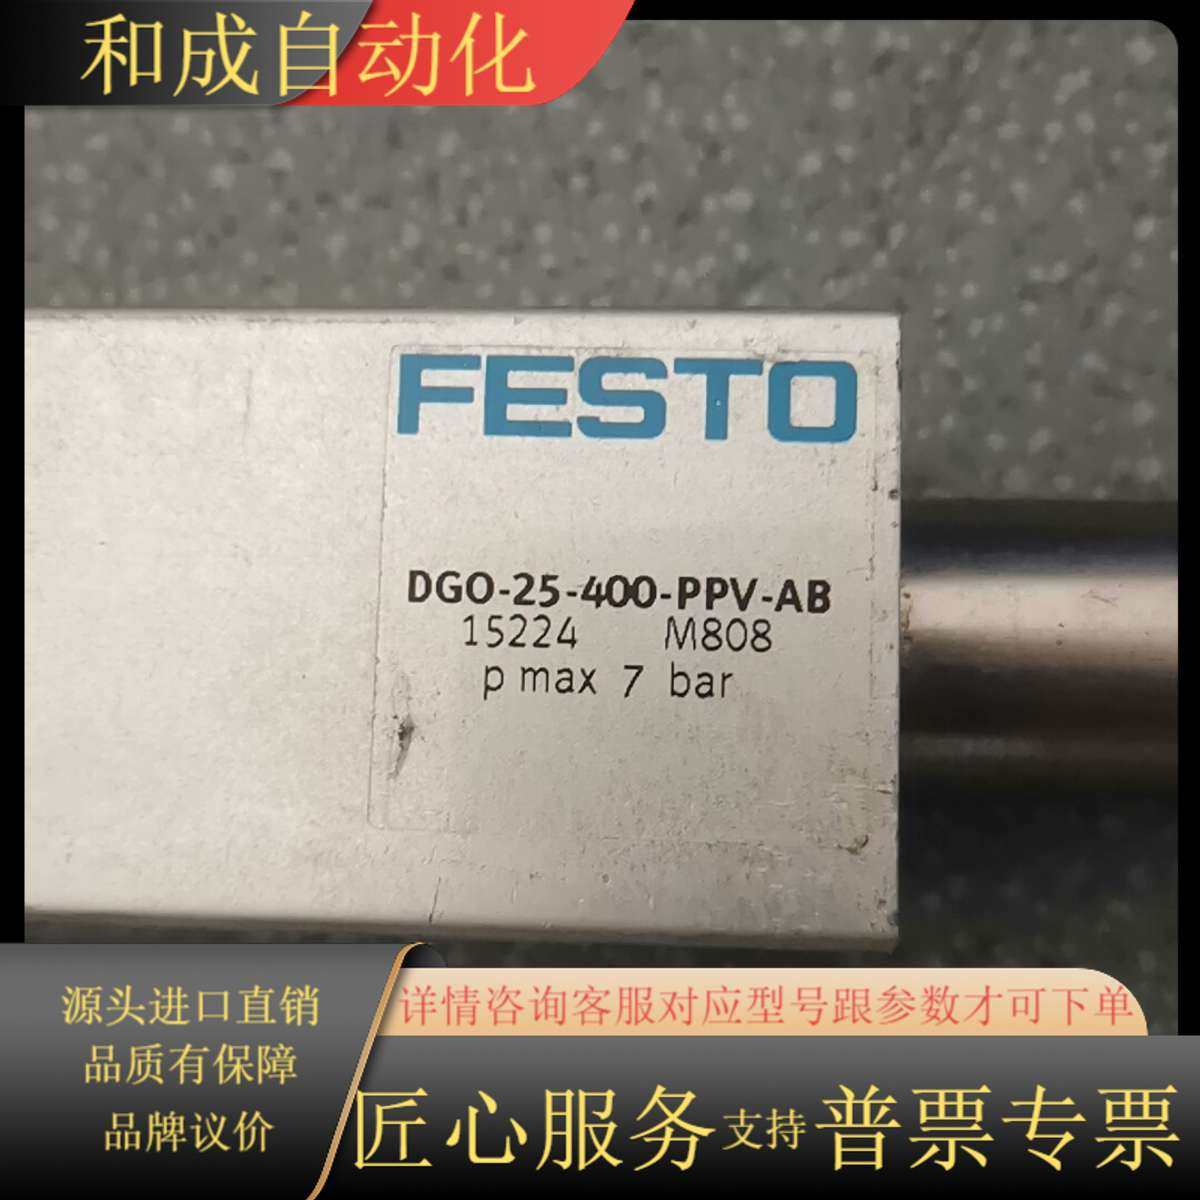 和成自动化
FESTO
DGO-25-400-PPV-AB
15224 M808
p max 7 bar
源头进口直销
品质有保障
品牌议价
详情咨询客服对应型号跟参数才可下单
匠心服务支持普票专票